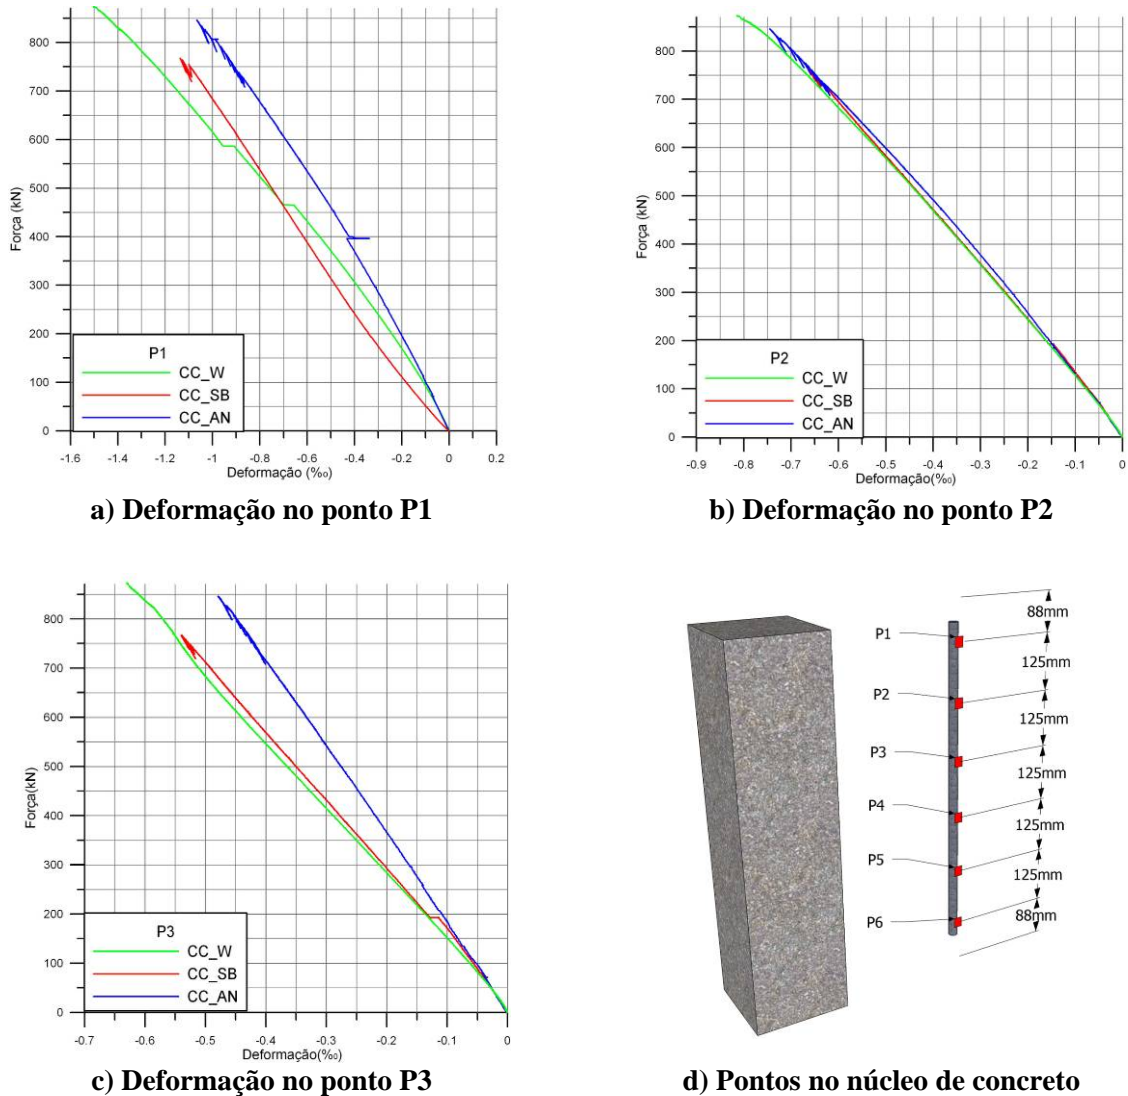 800
700
600
500
400
300
200
100
0
Força (kN)
-1.6 -1.4 -1.2 -1 -0.8 -0.6 -0.4 -0.2 0 0.2
Deformação (‰)
P1
CC_W
CC_SB
CC_AN
a) Deformação no ponto P1
800
700
600
500
400
300
200
100
0
Força (kN)
-0.9 -0.8 -0.7 -0.6 -0.5 -0.4 -0.3 -0.2 -0.1 0
Deformação(‰)
P2
CC_W
CC_SB
CC_AN
b) Deformação no ponto P2
800
700
600
500
400
300
200
100
0
Força(kN)
-0.7 -0.6 -0.5 -0.4 -0.3 -0.2 -0.1 0
Deformação(‰)
P3
CC_W
CC_SB
CC_AN
c) Deformação no ponto P3
P1
P2
P3
P4
P5
P6
88mm
125mm
125mm
125mm
125mm
125mm
88mm
d) Pontos no núcleo de concreto